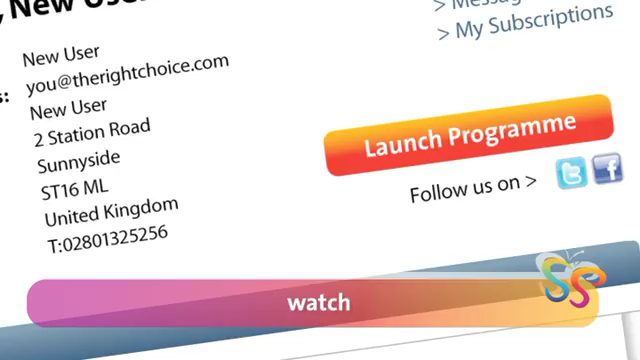 , New User
New User
you@therightchoice.com
s:
New User
2 Station Road
Sunnyside
ST16 ML
United Kingdom
T:02801325256
> Messag
> My Subscriptions
Launch Programme
Follow us on >
t
f
watch
SS